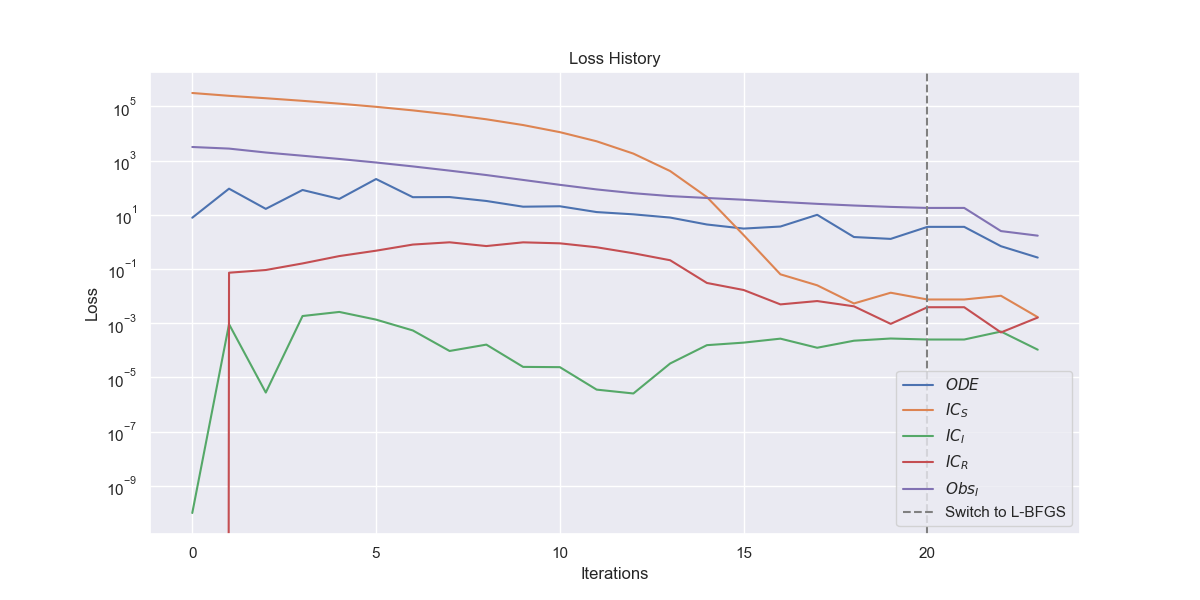 Loss History
Loss
10^5
10^3
10^1
10^−1
10^−3
10^−5
10^−7
10^−9
ODE
IC_S
IC_I
IC_R
Obs_I
Switch to L-BFGS
0 5 10 15 20
Iterations